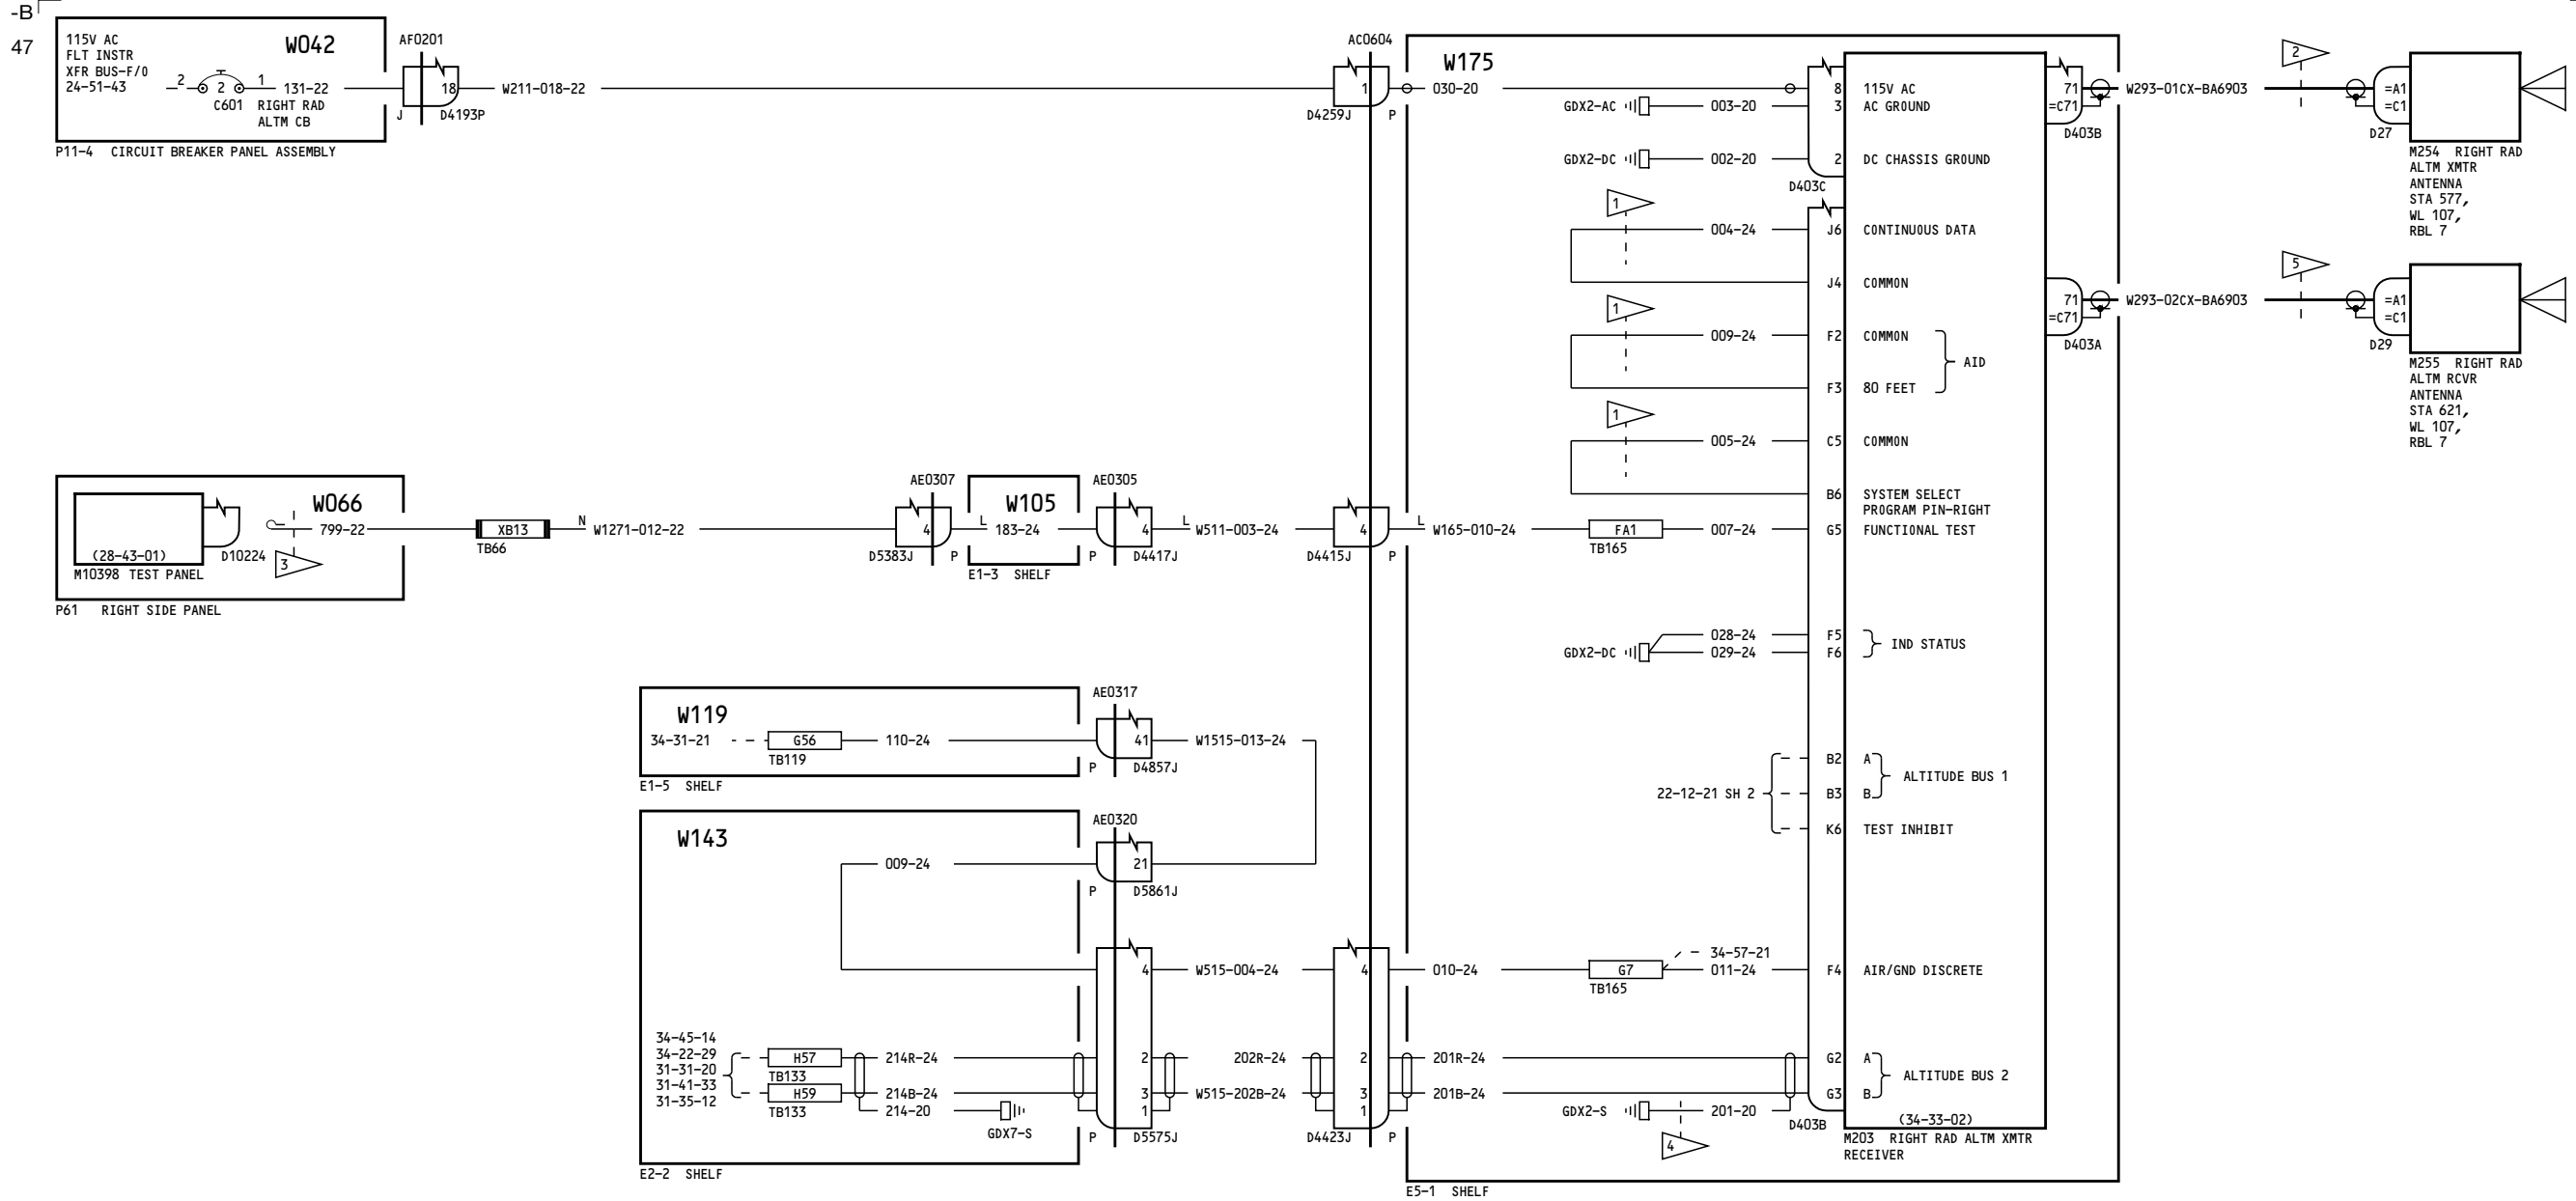 -B
47
115V AC
FLT INSTR
XFR BUS-F/O
24-51-43
W042
2
2
1
131-22
C601
RIGHT RAD
ALTM CB
P11-4 CIRCUIT BREAKER PANEL ASSEMBLY
AF0201
18
J
D4193P
W211-018-22
AC0604
1
D4259J
P
W175
030-20
8
115V AC
GDX2-AC
003-20
3
AC GROUND
GDX2-DC
002-20
2
DC CHASSIS GROUND
D403C
71
=C71
D403B
W293-01CX-BA6903
2
=A1
=C1
D27
M254 RIGHT RAD
ALTM XMTR
ANTENNA
STA 577,
WL 107,
RBL 7
1
004-24
J6
CONTINUOUS DATA
J4
COMMON
71
=C71
D403A
W293-02CX-BA6903
5
=A1
=C1
D29
M255 RIGHT RAD
ALTM RCVR
ANTENNA
STA 621,
WL 107,
RBL 7
1
009-24
F2
COMMON
AID
F3
80 FEET
1
005-24
C5
COMMON
B6
SYSTEM SELECT
PROGRAM PIN-RIGHT
W066
799-22
(28-43-01)
D10224
3
M10398 TEST PANEL
P61 RIGHT SIDE PANEL
XB13
TB66
N
W1271-012-22
AE0307
4
D5383J
P
W105
L
183-24
E1-3 SHELF
AE0305
4
P
D4417J
L
W511-003-24
4
D4415J
P
L
W165-010-24
FA1
TB165
007-24
G5
FUNCTIONAL TEST
GDX2-DC
028-24
029-24
F5
F6
IND STATUS
W119
34-31-21
G56
TB119
110-24
E1-5 SHELF
AE0317
41
P
D4857J
W1515-013-24
22-12-21 SH 2
B2
A
B3
B
ALTITUDE BUS 1
K6
TEST INHIBIT
W143
009-24
AE0320
21
P
D5861J
4
W515-004-24
4
010-24
G7
TB165
34-57-21
011-24
F4
AIR/GND DISCRETE
34-45-14
34-22-29
31-31-20
31-41-33
31-35-12
H57
TB133
H59
TB133
214R-24
214B-24
214-20
GDX7-S
2
3
1
P
D5575J
202R-24
W515-202B-24
2
3
1
D4423J
P
201R-24
201B-24
GDX2-S
201-20
4
G2
A
G3
B
ALTITUDE BUS 2
D403B
(34-33-02)
M203 RIGHT RAD ALTM XMTR
RECEIVER
E2-2 SHELF
E5-1 SHELF